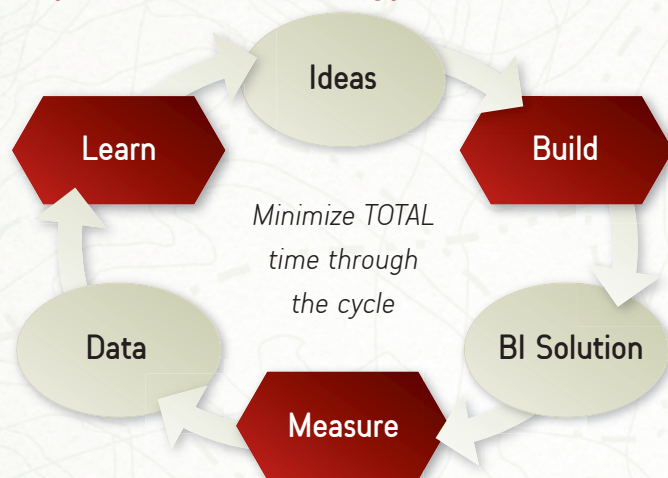 Ideas
Learn
Build
Minimize TOTAL
time through
the cycle
Data
BI Solution
Measure